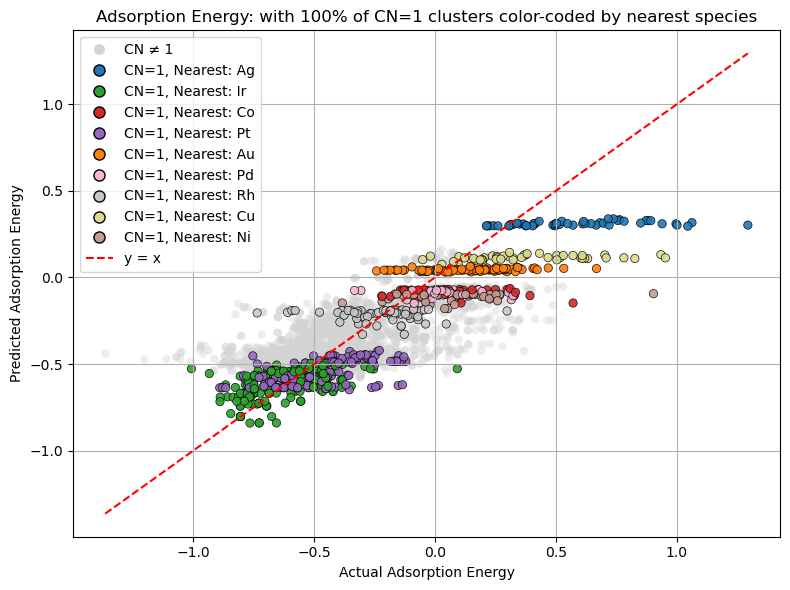 Adsorption Energy: with 100% of CN=1 clusters color-coded by nearest species
CN ≠ 1
CN=1, Nearest: Ag
CN=1, Nearest: Ir
CN=1, Nearest: Co
CN=1, Nearest: Pt
CN=1, Nearest: Au
CN=1, Nearest: Pd
CN=1, Nearest: Rh
CN=1, Nearest: Cu
CN=1, Nearest: Ni
y = x
Predicted Adsorption Energy
1.0
0.5
0.0
−0.5
−1.0
−1.0 −0.5 0.0 0.5 1.0
Actual Adsorption Energy